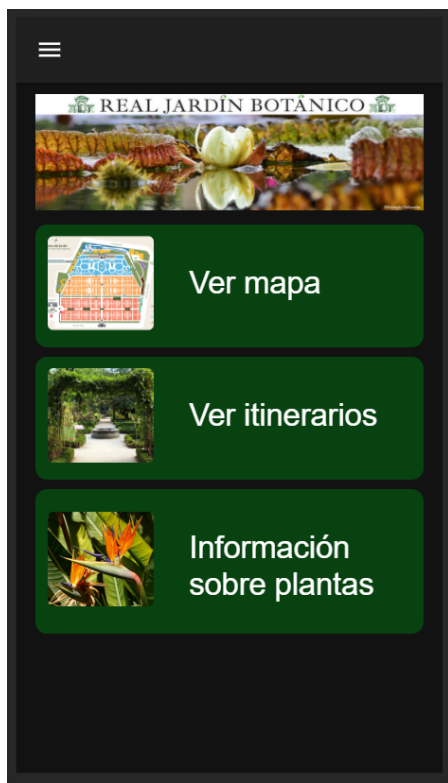 REAL JARDÍN BOTÁNICO
Ver mapa
Ver itinerarios
Información
sobre plantas